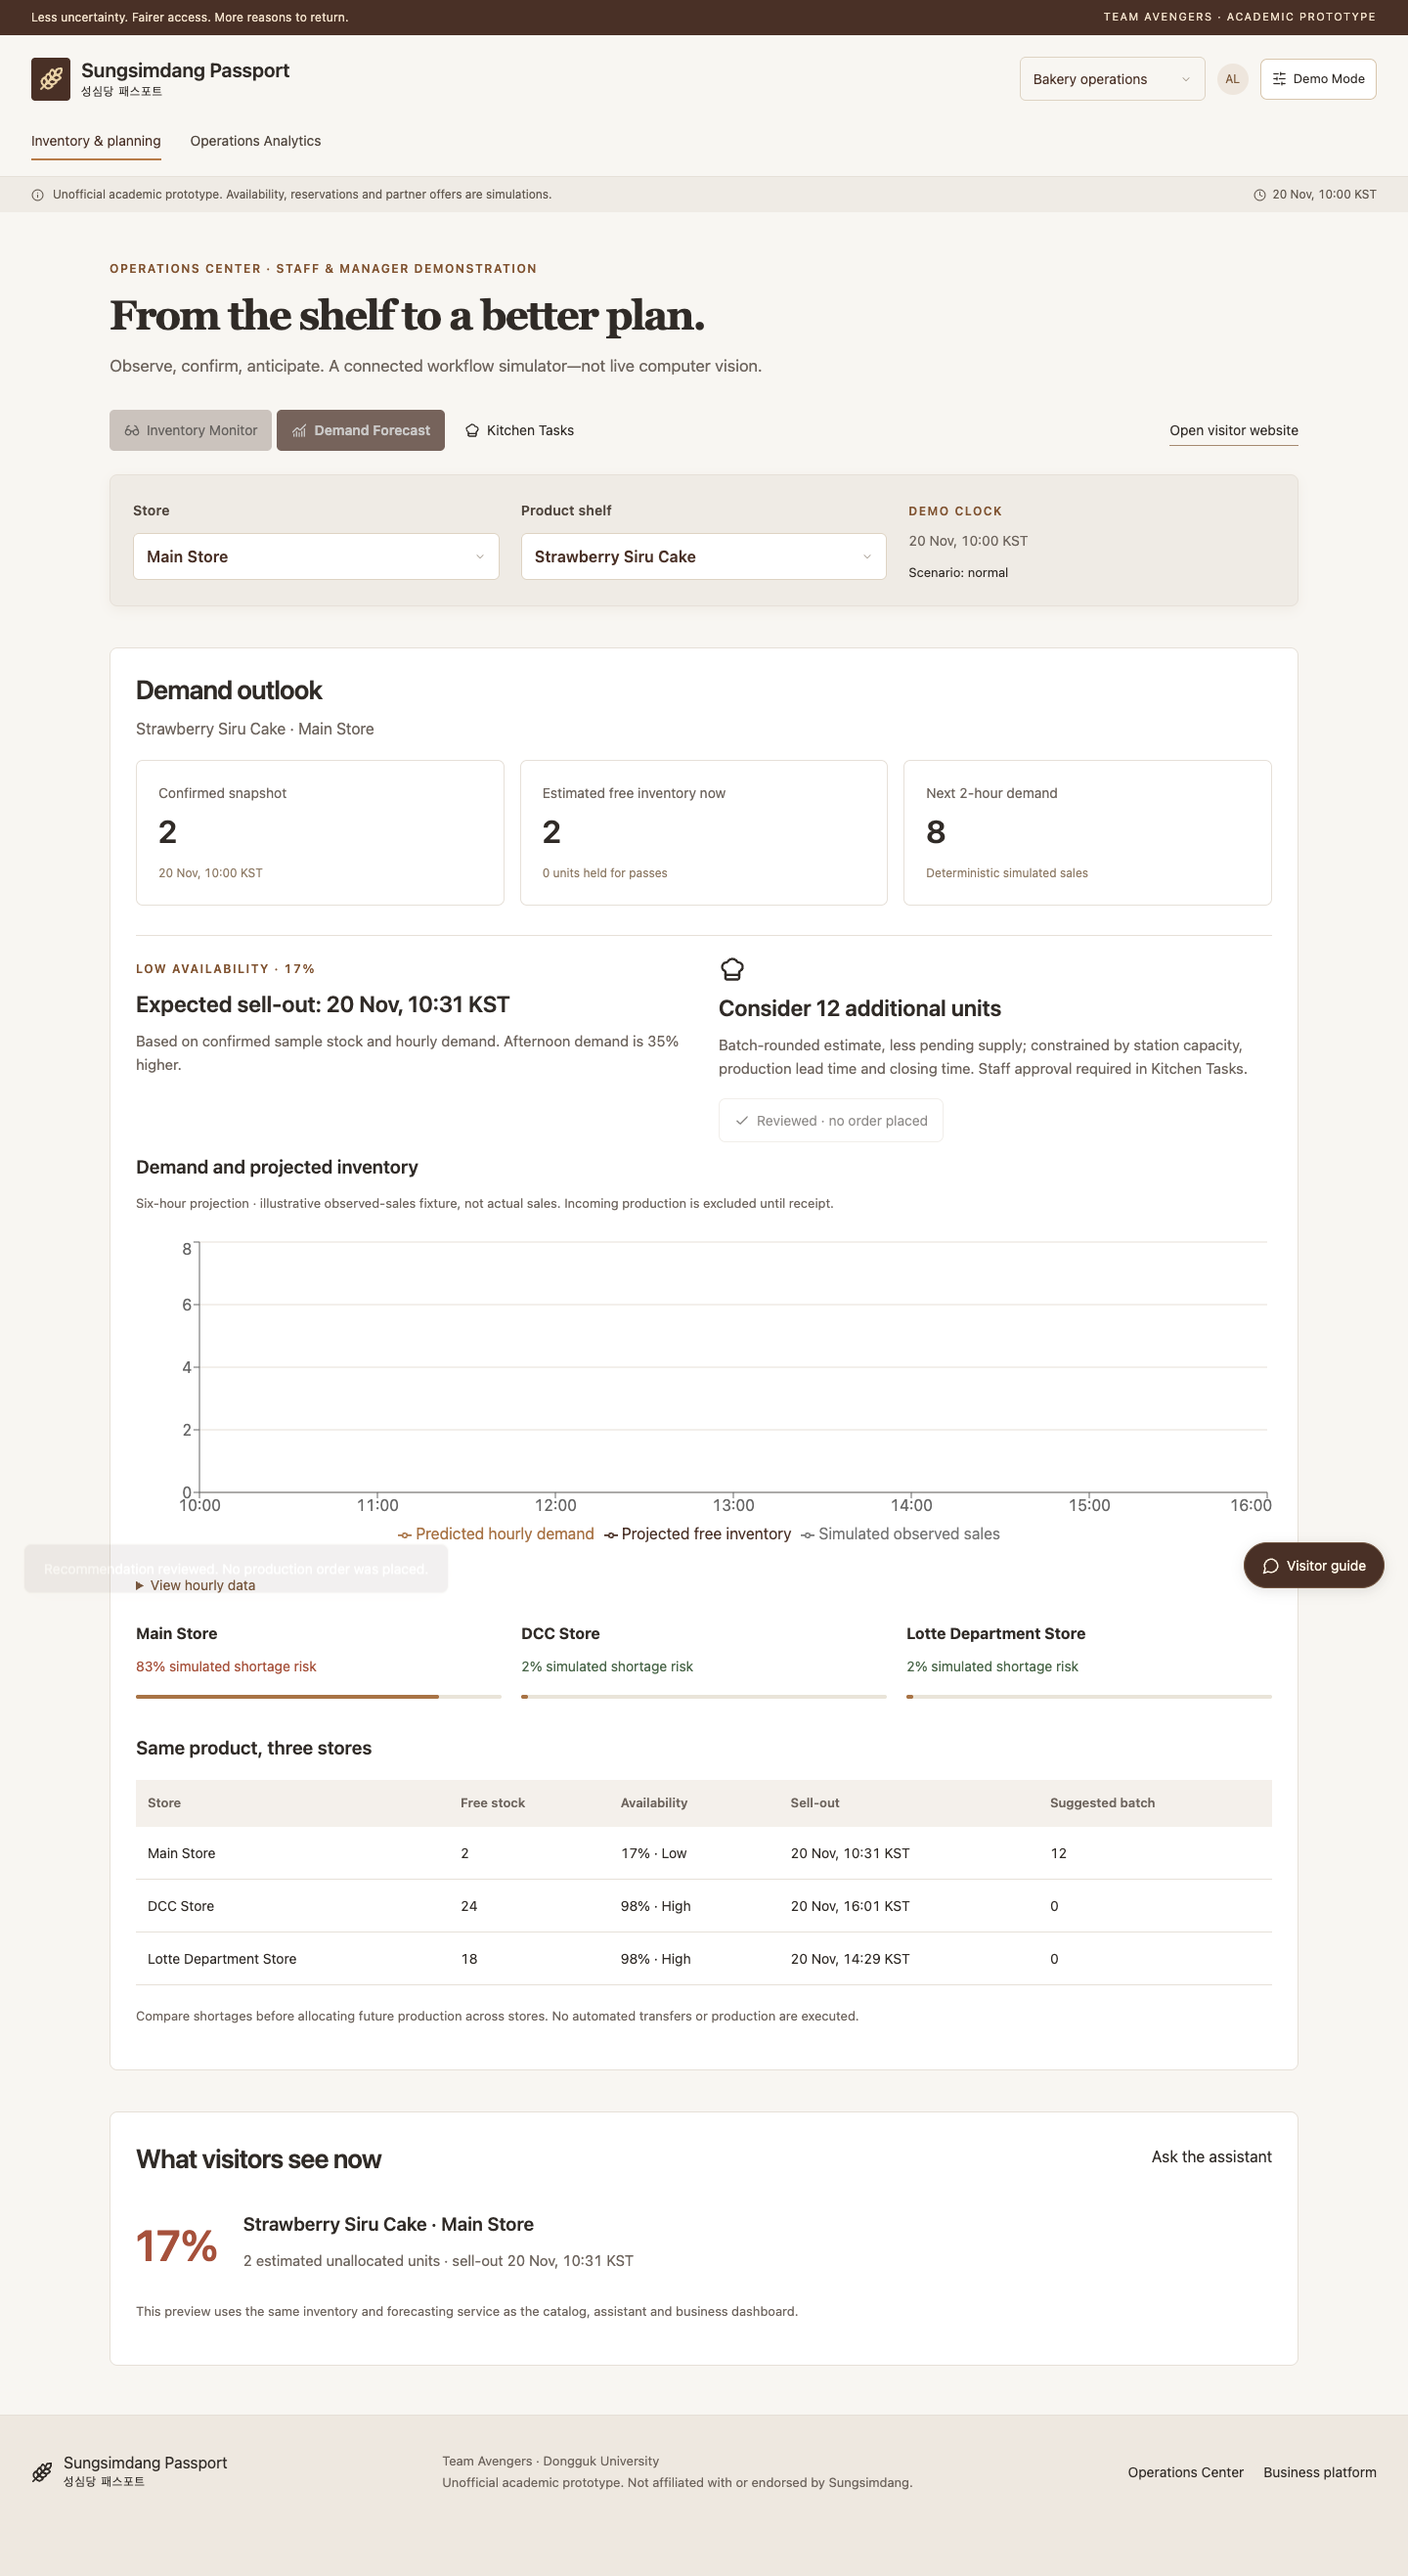 Less uncertainty. Fairer access. More reasons to return.
TEAM AVENGERS · ACADEMIC PROTOTYPE
Sungsimdang Passport
성심당 패스포트
Bakery operations
AL
Demo Mode
Inventory & planning
Operations Analytics
Unofficial academic prototype. Availability, reservations and partner offers are simulations.
20 Nov, 10:00 KST
OPERATIONS CENTER · STAFF & MANAGER DEMONSTRATION
From the shelf to a better plan.
Observe, confirm, anticipate. A connected workflow simulator—not live computer vision.
Inventory Monitor
Demand Forecast
Kitchen Tasks
Open visitor website
Store
Main Store
Product shelf
Strawberry Siru Cake
DEMO CLOCK
20 Nov, 10:00 KST
Scenario: normal
Demand outlook
Strawberry Siru Cake · Main Store
Confirmed snapshot
2
20 Nov, 10:00 KST
Estimated free inventory now
2
0 units held for passes
Next 2-hour demand
8
Deterministic simulated sales
LOW AVAILABILITY · 17%
Expected sell-out: 20 Nov, 10:31 KST
Based on confirmed sample stock and hourly demand. Afternoon demand is 35%
higher.
Consider 12 additional units
Batch-rounded estimate, less pending supply; constrained by station capacity,
production lead time and closing time. Staff approval required in Kitchen Tasks.
Reviewed · no order placed
Demand and projected inventory
Six-hour projection · illustrative observed-sales fixture, not actual sales. Incoming production is excluded until receipt.
8
6
4
2
0
10:00 11:00 12:00 13:00 14:00 15:00 16:00
Predicted hourly demand Projected free inventory Simulated observed sales
Recommendation reviewed. No production order was placed.
Visitor guide
View hourly data
Main Store
83% simulated shortage risk
DCC Store
2% simulated shortage risk
Lotte Department Store
2% simulated shortage risk
Same product, three stores
Store Free stock Availability Sell-out Suggested batch
Main Store 2 17% · Low 20 Nov, 10:31 KST 12
DCC Store 24 98% · High 20 Nov, 16:01 KST 0
Lotte Department Store 18 98% · High 20 Nov, 14:29 KST 0
Compare shortages before allocating future production across stores. No automated transfers or production are executed.
What visitors see now
Ask the assistant
17%
Strawberry Siru Cake · Main Store
2 estimated unallocated units · sell-out 20 Nov, 10:31 KST
This preview uses the same inventory and forecasting service as the catalog, assistant and business dashboard.
Sungsimdang Passport
성심당 패스포트
Team Avengers · Dongguk University
Unofficial academic prototype. Not affiliated with or endorsed by Sungsimdang.
Operations Center
Business platform